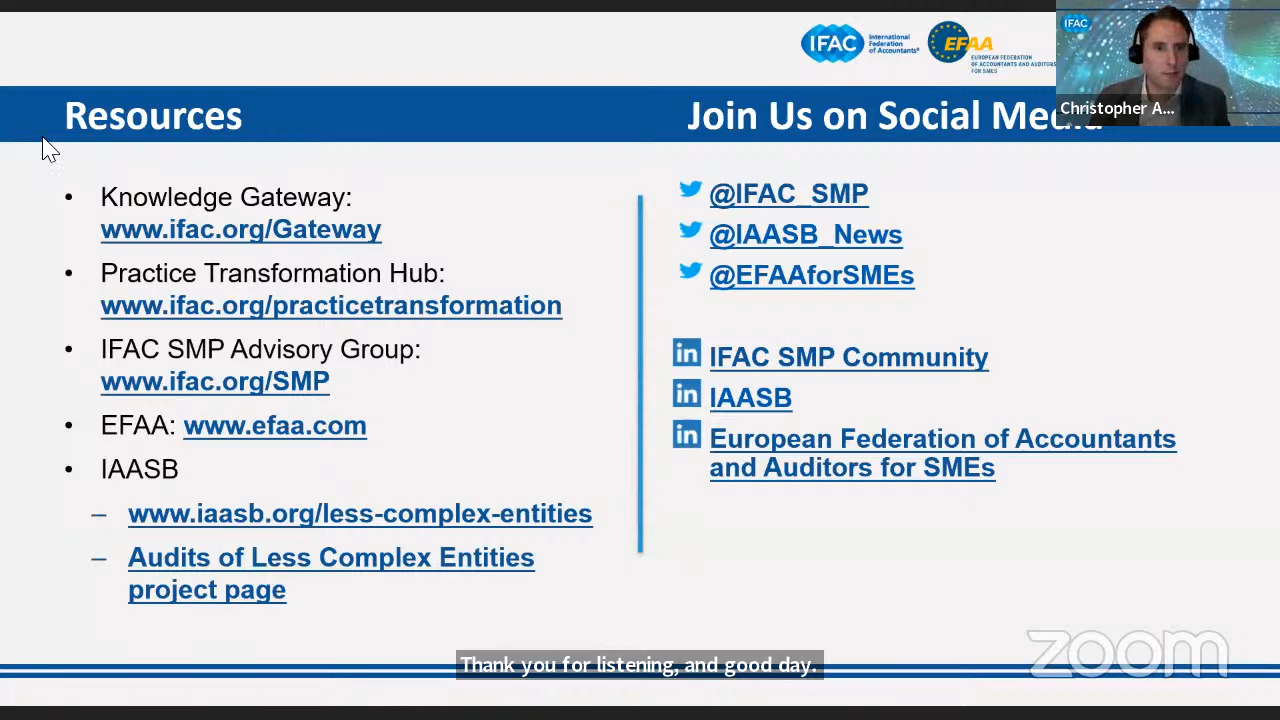 IFAC
International
Federation
of Accountants®
EFAA
EUROPEAN FEDERATION
OF ACCOUNTANTS AND AUDITORS
FOR SMES
IFAC
Christopher A...
Resources
Join Us on Social Media
• Knowledge Gateway:
www.ifac.org/Gateway
• Practice Transformation Hub:
www.ifac.org/practicetransformation
• IFAC SMP Advisory Group:
www.ifac.org/SMP
• EFAA: www.efaa.com
• IAASB
– www.iaasb.org/less-complex-entities
– Audits of Less Complex Entities
project page
@IFAC_SMP
@IAASB_News
@EFAAforSMEs
in IFAC SMP Community
in IAASB
in European Federation of Accountants
and Auditors for SMEs
Thank you for listening, and good day.
zoom